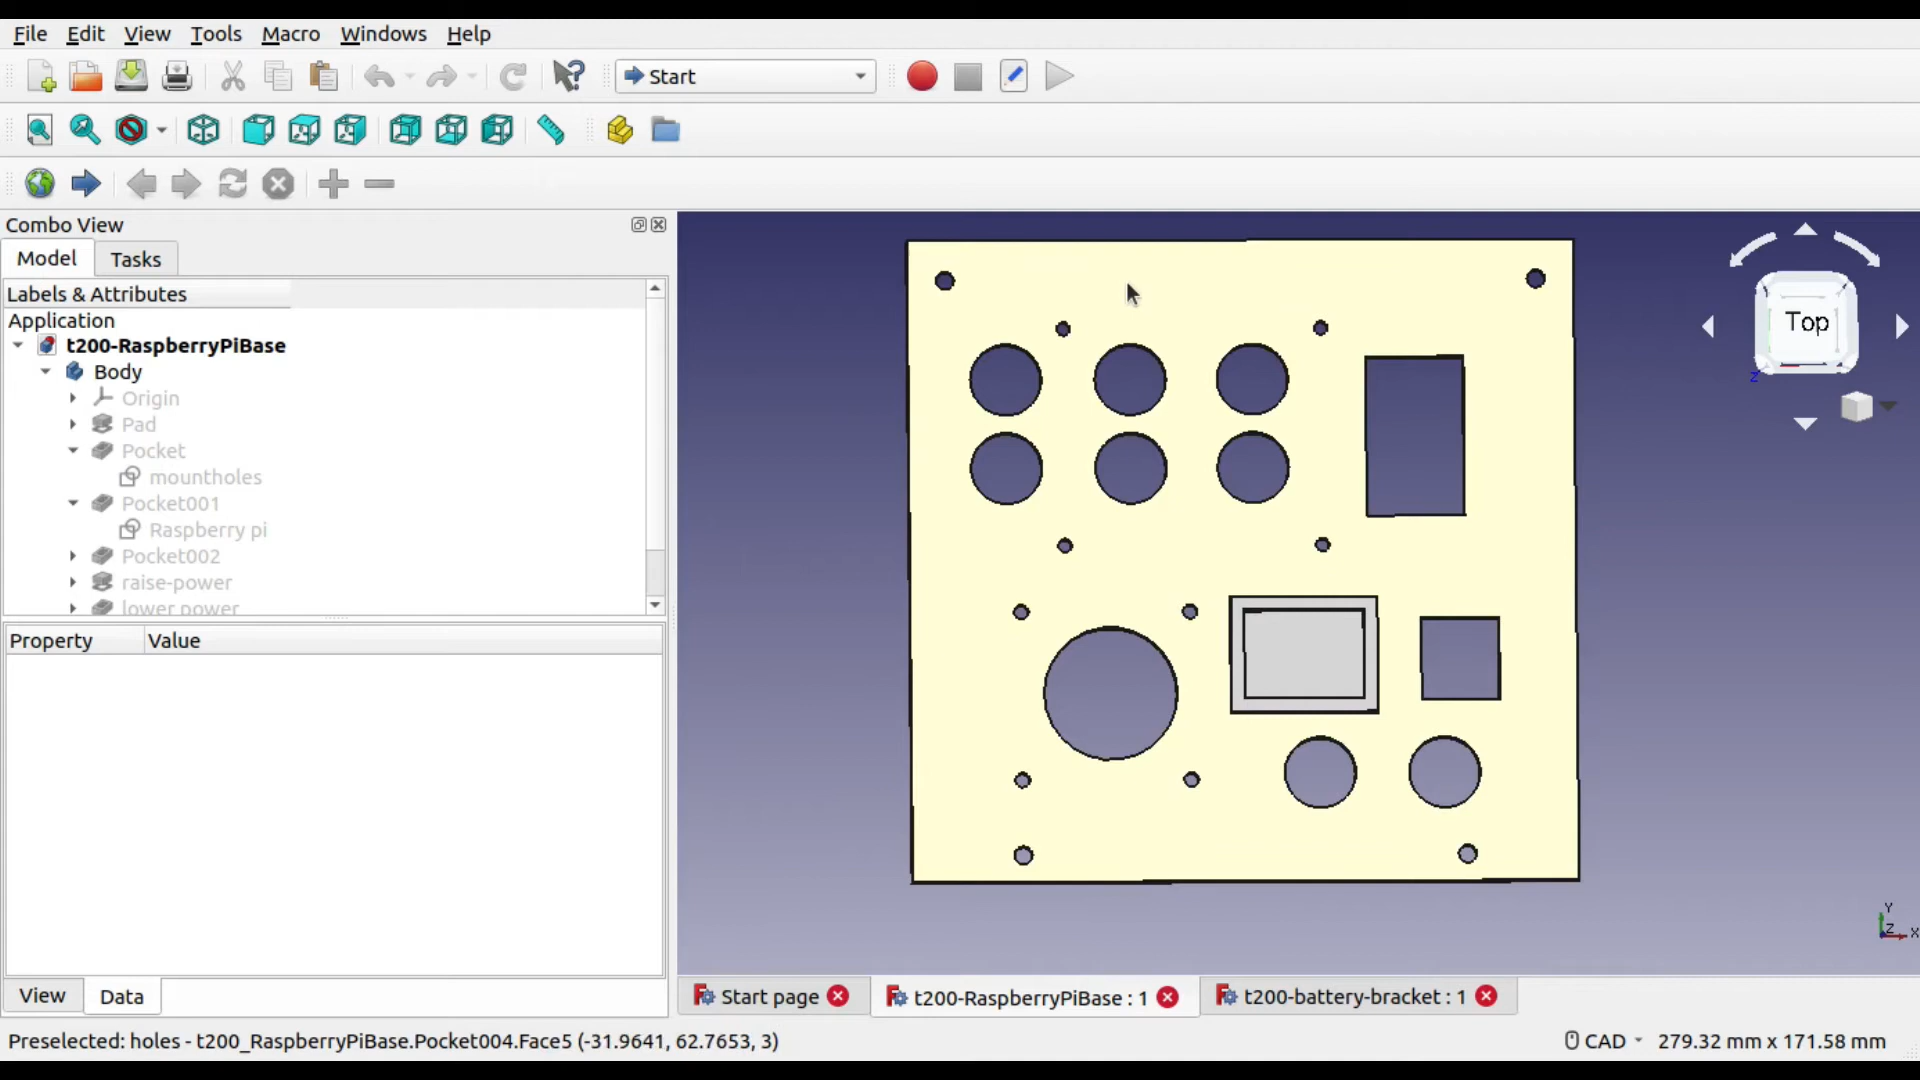 File Edit View Tools Macro Windows Help
Start
Combo View
Model Tasks
Labels & Attributes
Application
t200-RaspberryPiBase
Body
Origin
Pad
Pocket
mountholes
Pocket001
Raspberry pi
Pocket002
raise-power
lower power
Property Value
View Data
Top
Z
Y
Z
X
Start page t200-RaspberryPiBase : 1 t200-battery-bracket : 1
Preselected: holes - t200_RaspberryPiBase.Pocket004.Face5 (-31.9641, 62.7653, 3) CAD 279.32 mm x 171.58 mm